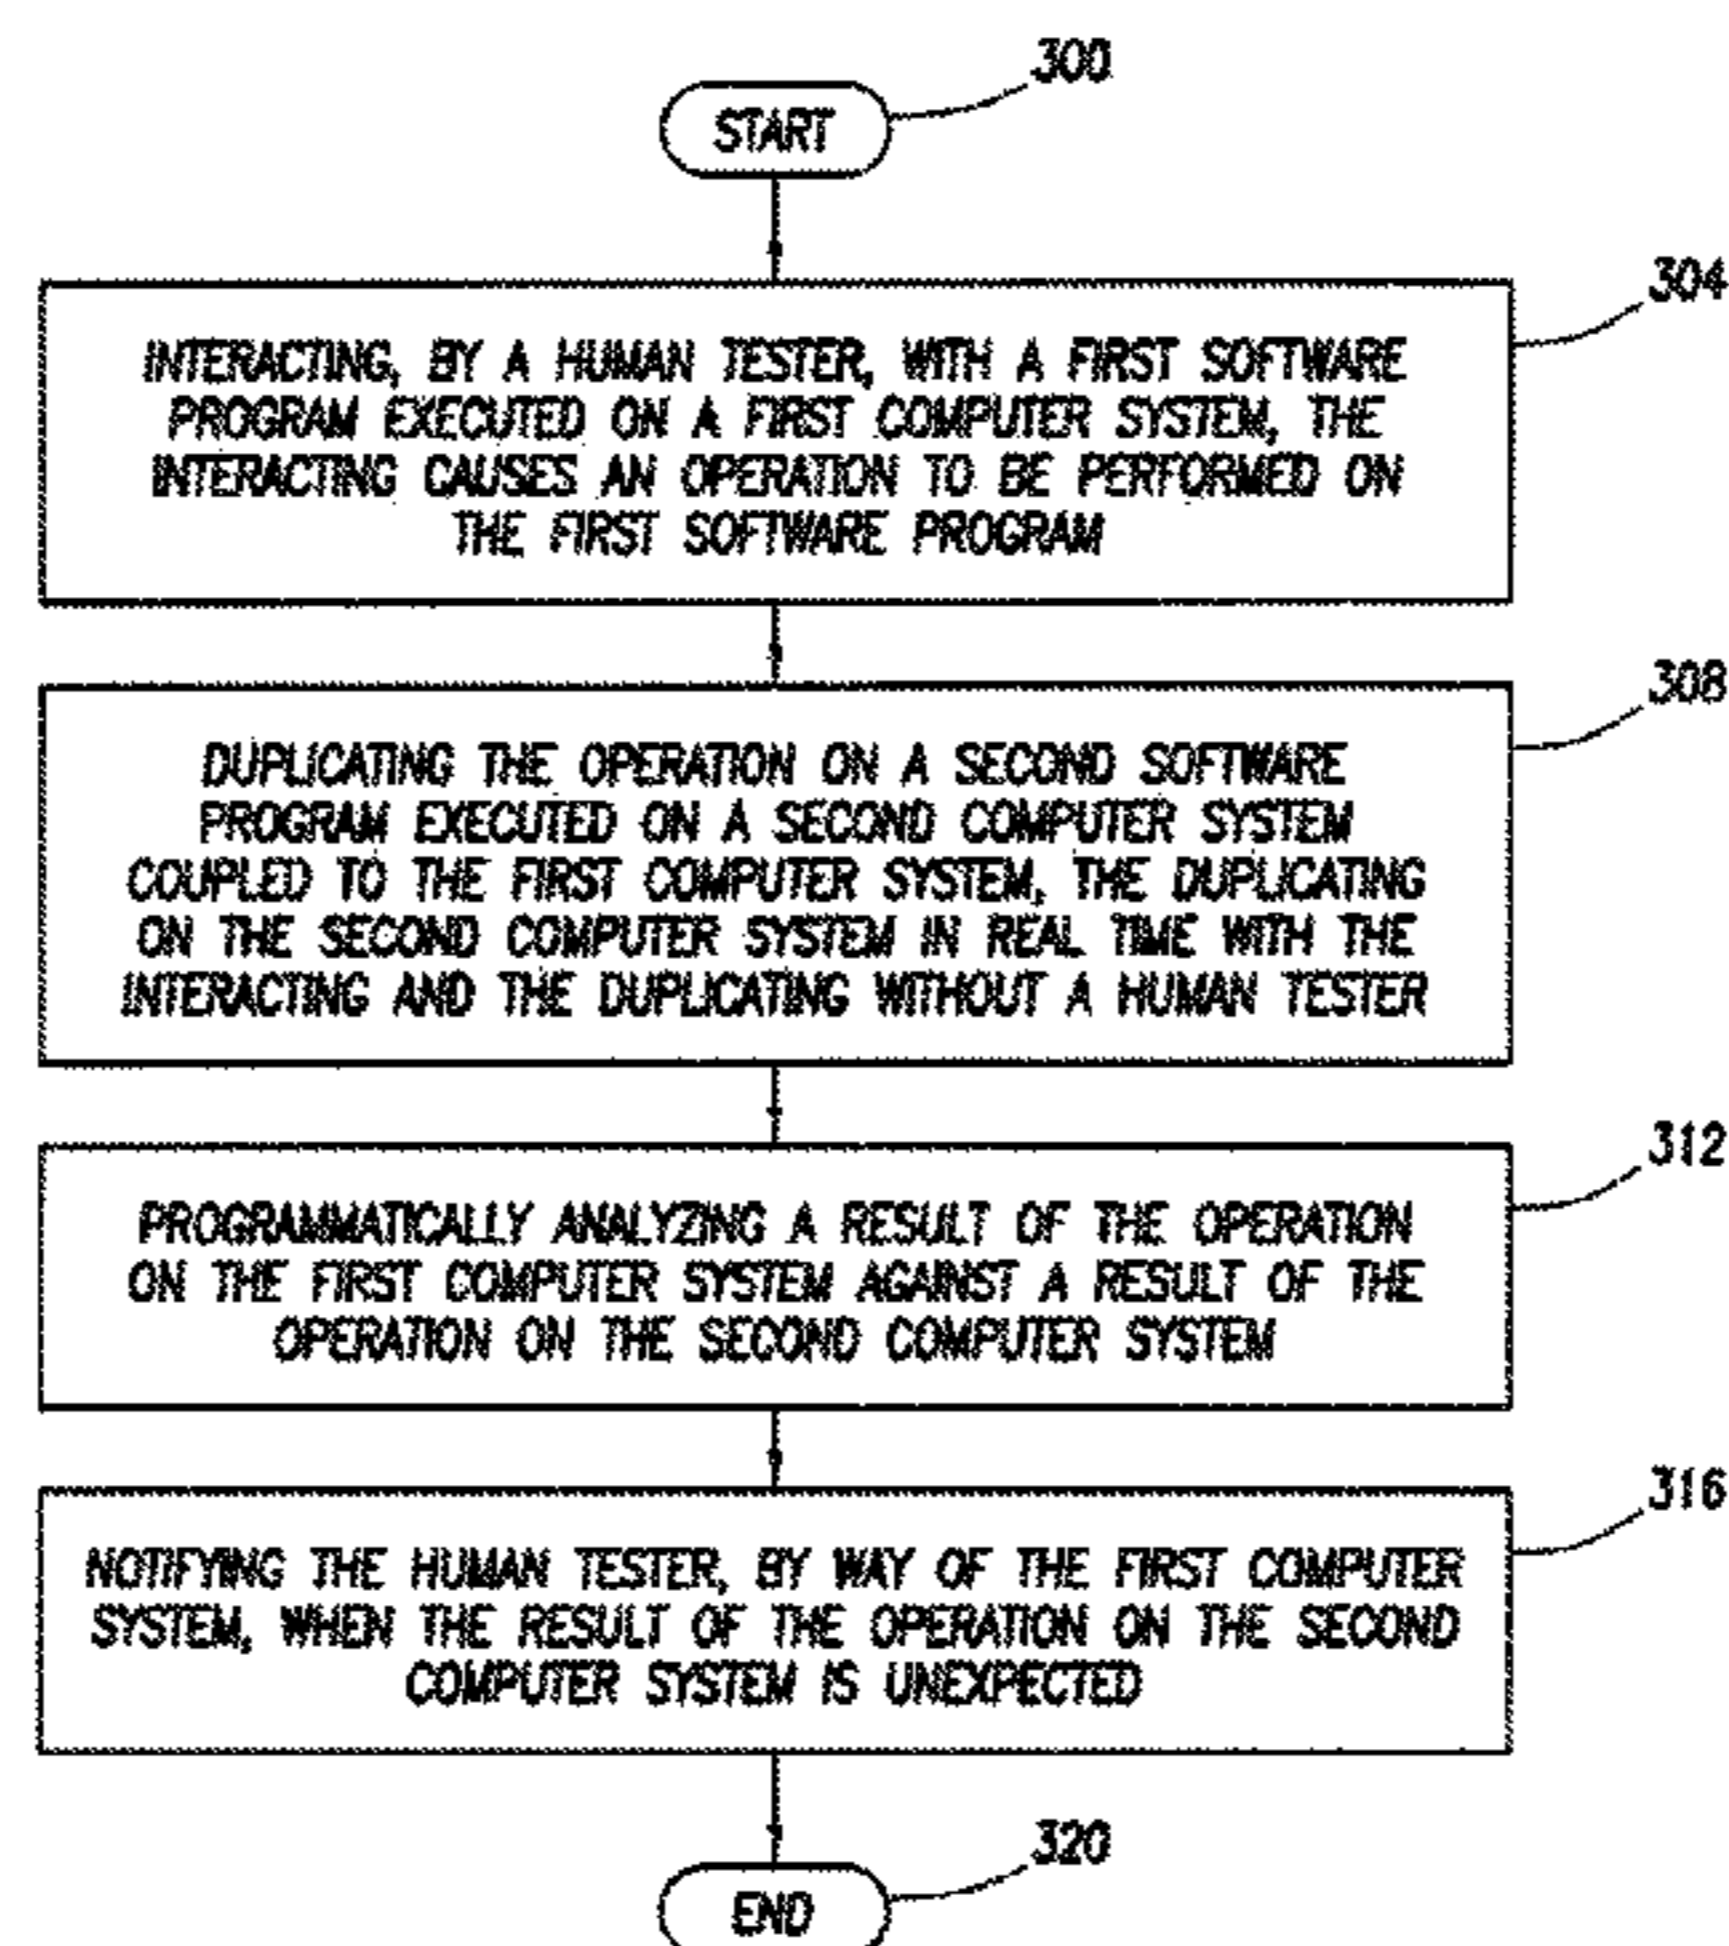 300
START
304
INTERACTING, BY A HUMAN TESTER, WITH A FIRST SOFTWARE
PROGRAM EXECUTED ON A FIRST COMPUTER SYSTEM, THE
INTERACTING CAUSES AN OPERATION TO BE PERFORMED ON
THE FIRST SOFTWARE PROGRAM
308
DUPLICATING THE OPERATION ON A SECOND SOFTWARE
PROGRAM EXECUTED ON A SECOND COMPUTER SYSTEM
COUPLED TO THE FIRST COMPUTER SYSTEM, THE DUPLICATING
ON THE SECOND COMPUTER SYSTEM IN REAL TIME WITH THE
INTERACTING AND THE DUPLICATING WITHOUT A HUMAN TESTER
312
PROGRAMMATICALLY ANALYZING A RESULT OF THE OPERATION
ON THE FIRST COMPUTER SYSTEM AGAINST A RESULT OF THE
OPERATION ON THE SECOND COMPUTER SYSTEM
316
NOTIFYING THE HUMAN TESTER, BY WAY OF THE FIRST COMPUTER
SYSTEM, WHEN THE RESULT OF THE OPERATION ON THE SECOND
COMPUTER SYSTEM IS UNEXPECTED
320
END